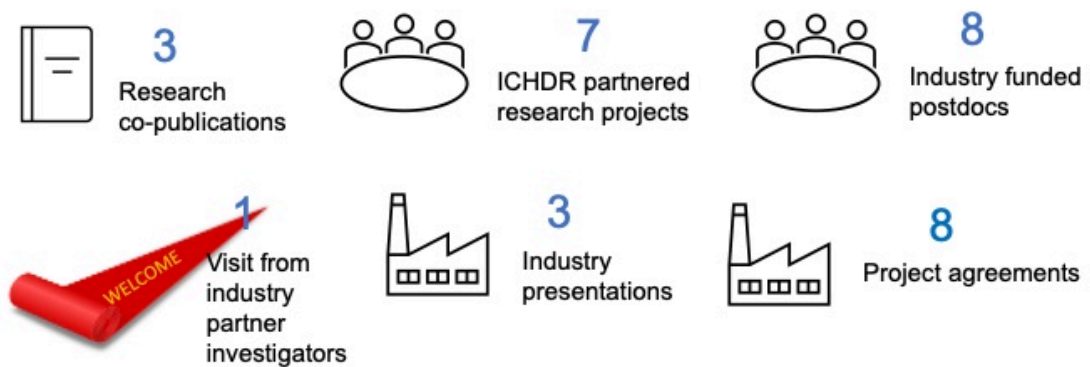 3
Research
co-publications
7
ICHDR partnered
research projects
8
Industry funded
postdocs
WELCOME
1
Visit from
industry
partner
investigators
3
Industry
presentations
8
Project agreements